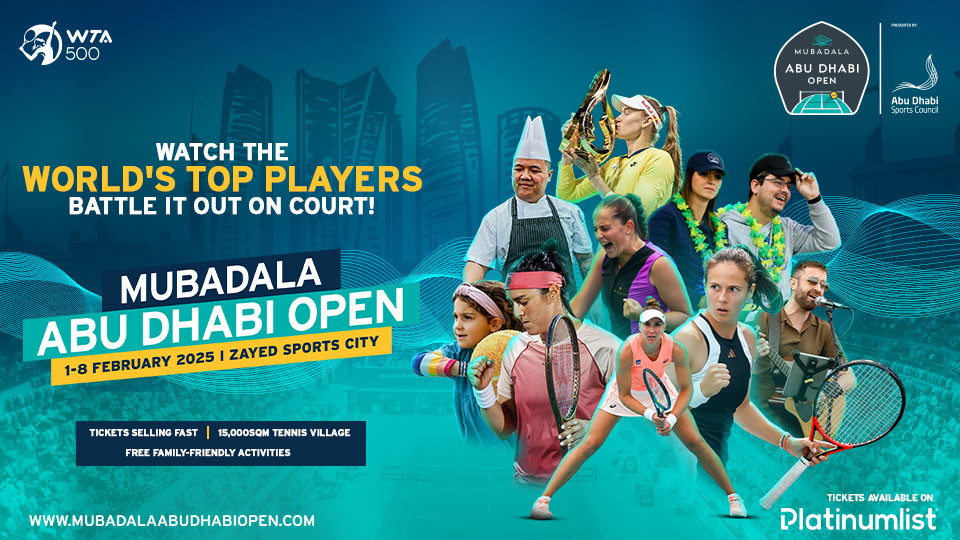 WTA
500
MUBADALA
ABU DHABI
OPEN
PRESENTED BY:
Abu Dhabi
Sports Council
WATCH THE
WORLD'S TOP PLAYERS
BATTLE IT OUT ON COURT!
MUBADALA
ABU DHABI OPEN
1-8 FEBRUARY 2025 | ZAYED SPORTS CITY
TICKETS SELLING FAST | 15,000SQM TENNIS VILLAGE
FREE FAMILY-FRIENDLY ACTIVITIES
WWW.MUBADALAABUDHABIOPEN.COM
TICKETS AVAILABLE ON
Platinumlist